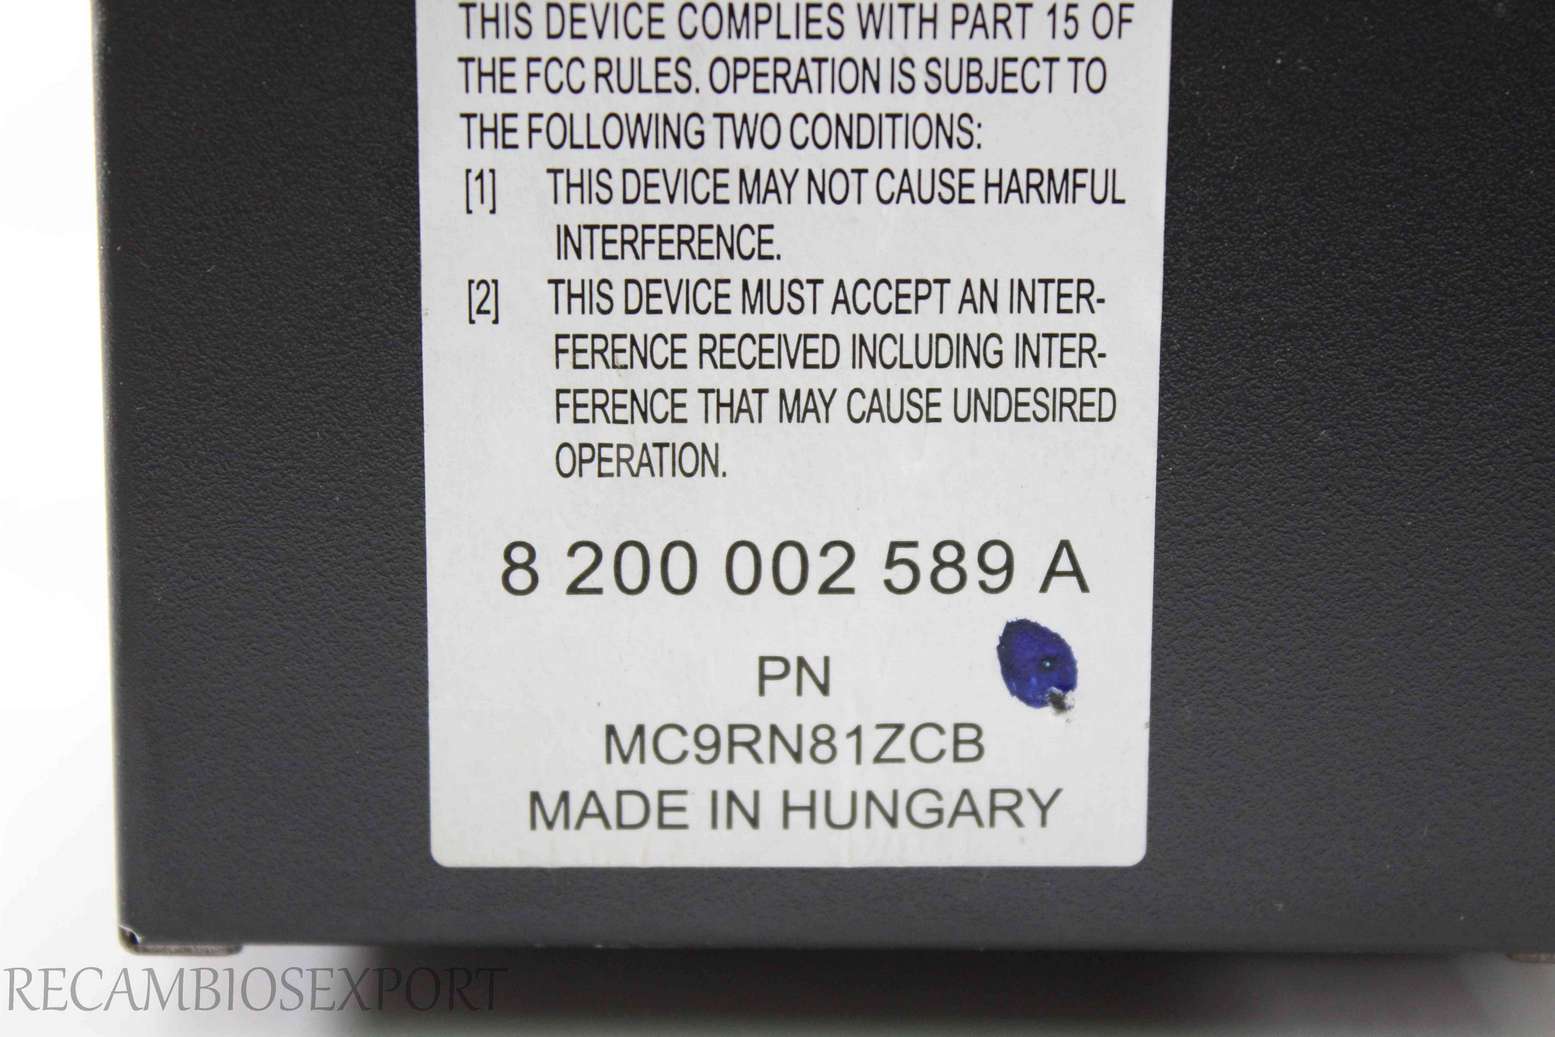 THIS DEVICE COMPLIES WITH PART 15 OF
THE FCC RULES. OPERATION IS SUBJECT TO
THE FOLLOWING TWO CONDITIONS:
[1] THIS DEVICE MAY NOT CAUSE HARMFUL
INTERFERENCE.
[2] THIS DEVICE MUST ACCEPT AN INTER-
FERENCE RECEIVED INCLUDING INTER-
FERENCE THAT MAY CAUSE UNDESIRED
OPERATION.
8 200 002 589 A
PN
MC9RN81ZCB
MADE IN HUNGARY
RECAMBIOSEXPORT